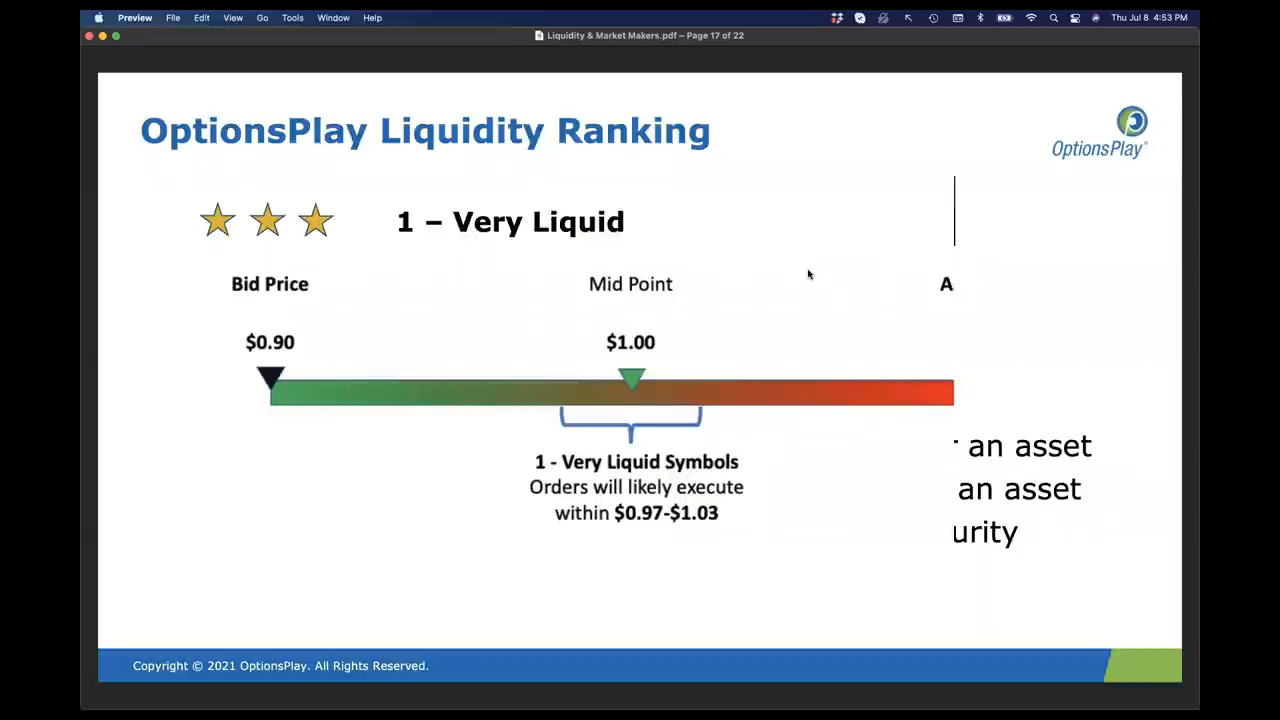 Preview File Edit View Go Tools Window Help Thu Jul 8 4:53 PM
Liquidity & Market Makers.pdf – Page 17 of 22
OptionsPlay Liquidity Ranking
OptionsPlay
1 – Very Liquid
Bid Price Mid Point A
$0.90 $1.00
an asset
1 - Very Liquid Symbols
Orders will likely execute an asset
within $0.97-$1.03
urity
Copyright © 2021 OptionsPlay. All Rights Reserved.